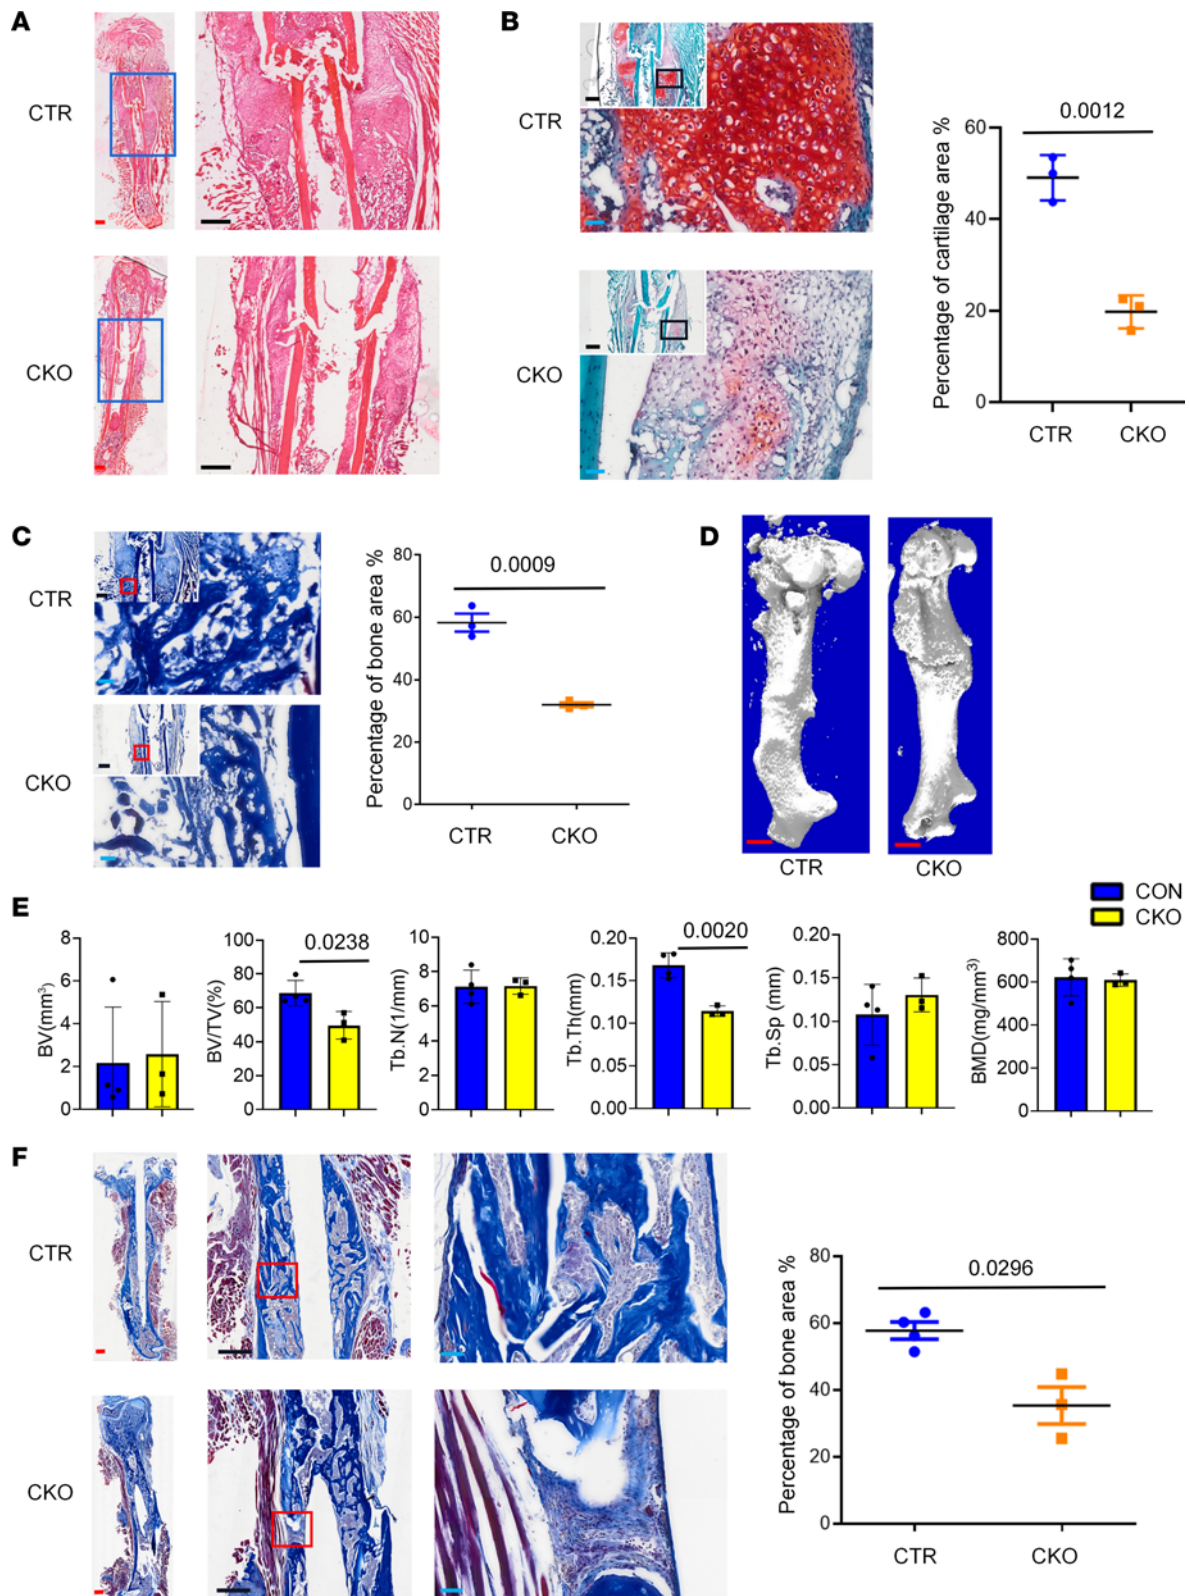 A
CTR
CKO
B
CTR
CKO
Percentage of cartilage area %
60
40
20
0
0.0012
CTR
CKO
C
CTR
CKO
Percentage of bone area %
80
60
40
20
0
0.0009
CTR
CKO
D
CTR
CKO
E
CON
CKO
BV(mm³)
8
6
4
2
0
BV/TV(%)
100
80
60
40
20
0
0.0238
Tb.N(1/mm)
10
8
6
4
2
0
Tb.Th(mm)
0.20
0.15
0.10
0.05
0.00
0.0020
Tb.Sp (mm)
0.20
0.15
0.10
0.05
0.00
BMD(mg/mm³)
800
600
400
200
0
F
CTR
CKO
Percentage of bone area %
80
60
40
20
0
0.0296
CTR
CKO